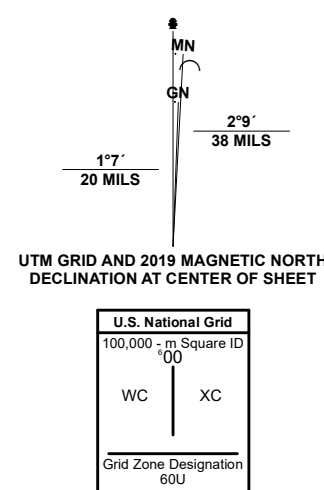 MN
GN
2°9´
38 MILS
1°7´
20 MILS
UTM GRID AND 2019 MAGNETIC NORTH
DECLINATION AT CENTER OF SHEET
U.S. National Grid
100,000 - m Square ID
⁶00
WC XC
Grid Zone Designation
60U